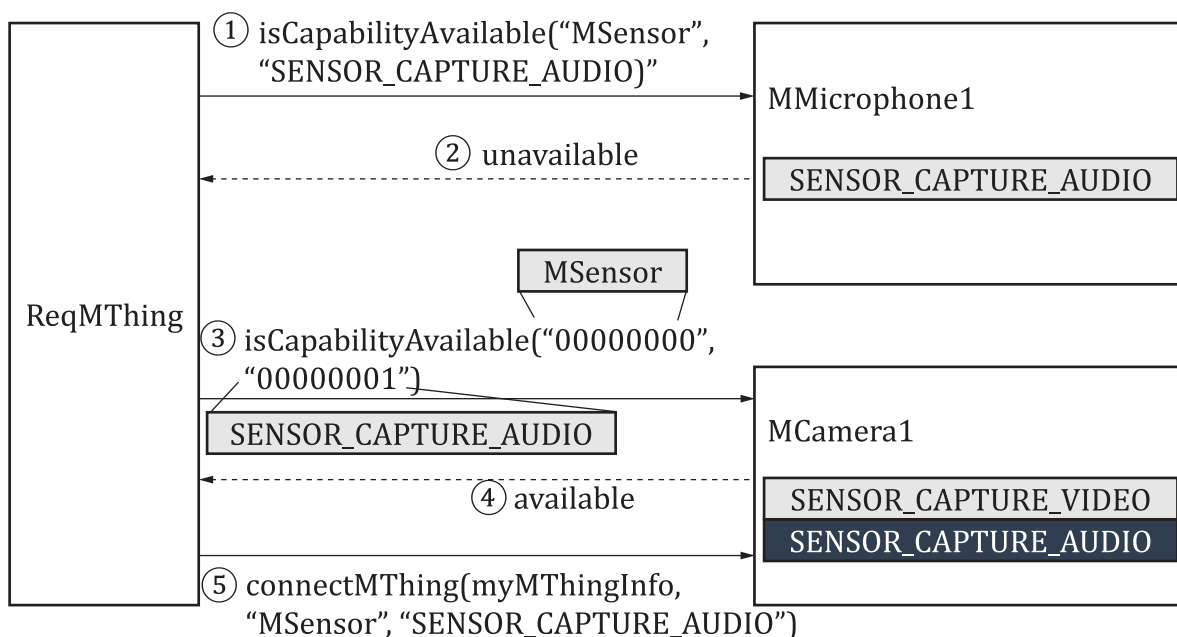 ① isCapabilityAvailable(“MSensor”,
“SENSOR_CAPTURE_AUDIO)”
MMicrophone1
② unavailable
SENSOR_CAPTURE_AUDIO
MSensor
ReqMThing
③ isCapabilityAvailable(“00000000”,
“00000001”)
SENSOR_CAPTURE_AUDIO
MCamera1
④ available
SENSOR_CAPTURE_VIDEO
SENSOR_CAPTURE_AUDIO
⑤ connectMThing(myMThingInfo,
“MSensor”, “SENSOR_CAPTURE_AUDIO”)